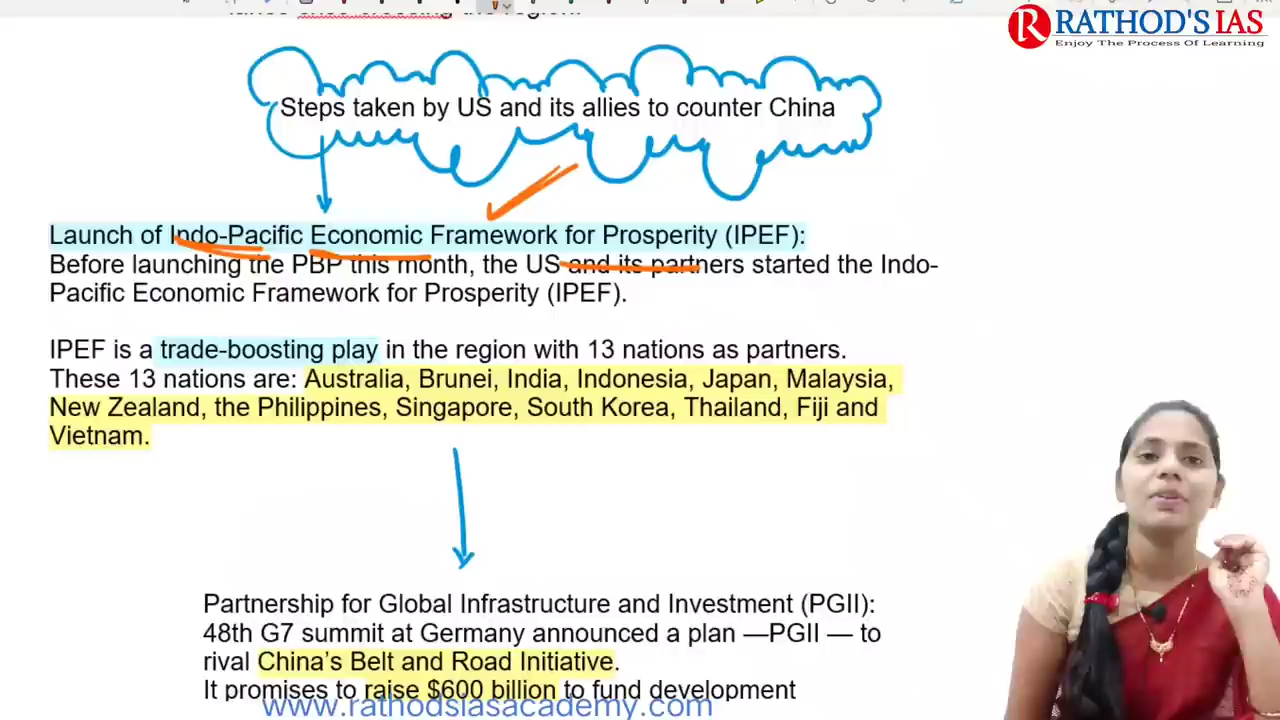 RATHOD'S IAS
Enjoy The Process Of Learning
Steps taken by US and its allies to counter China
Launch of Indo-Pacific Economic Framework for Prosperity (IPEF):
Before launching the PBP this month, the US and its partners started the Indo-
Pacific Economic Framework for Prosperity (IPEF).
IPEF is a trade-boosting play in the region with 13 nations as partners.
These 13 nations are: Australia, Brunei, India, Indonesia, Japan, Malaysia,
New Zealand, the Philippines, Singapore, South Korea, Thailand, Fiji and
Vietnam.
Partnership for Global Infrastructure and Investment (PGII):
48th G7 summit at Germany announced a plan —PGII — to
rival China's Belt and Road Initiative.
It promises to raise $600 billion to fund development
www.rathodsiasacademy.com